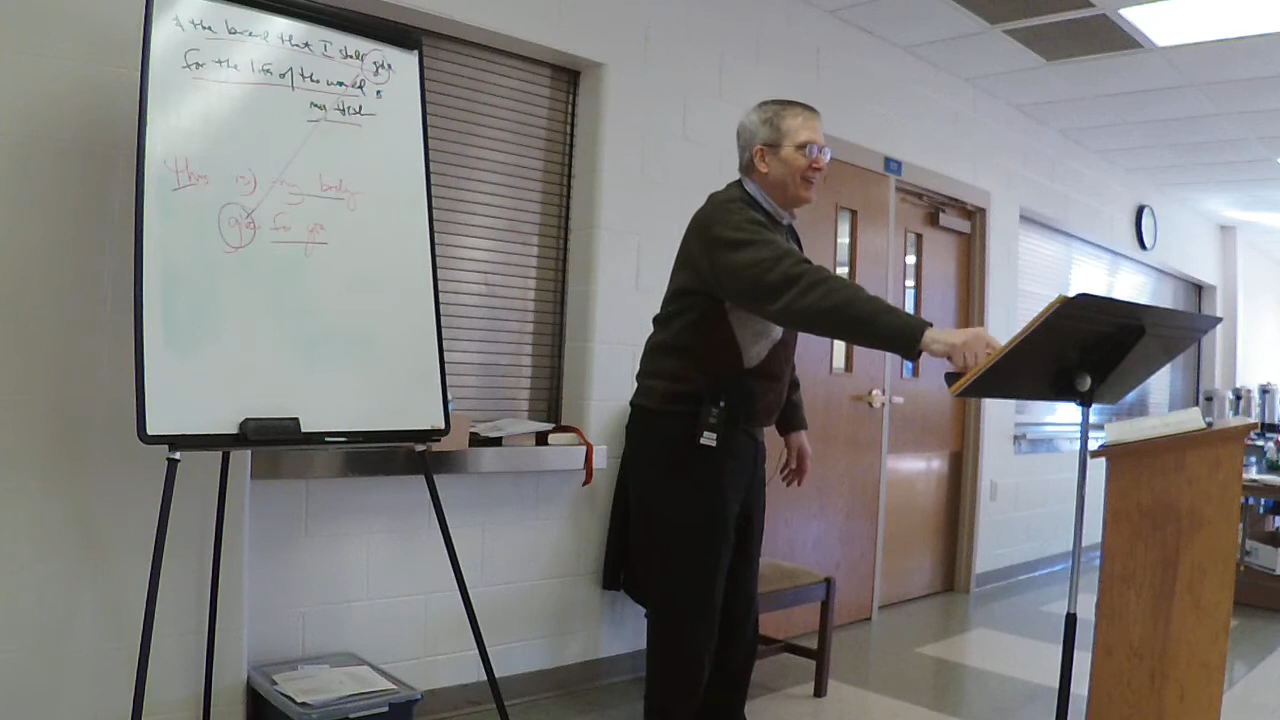 & the bread that I shall give
for the life of the world is
my flesh
this is my body
give for you